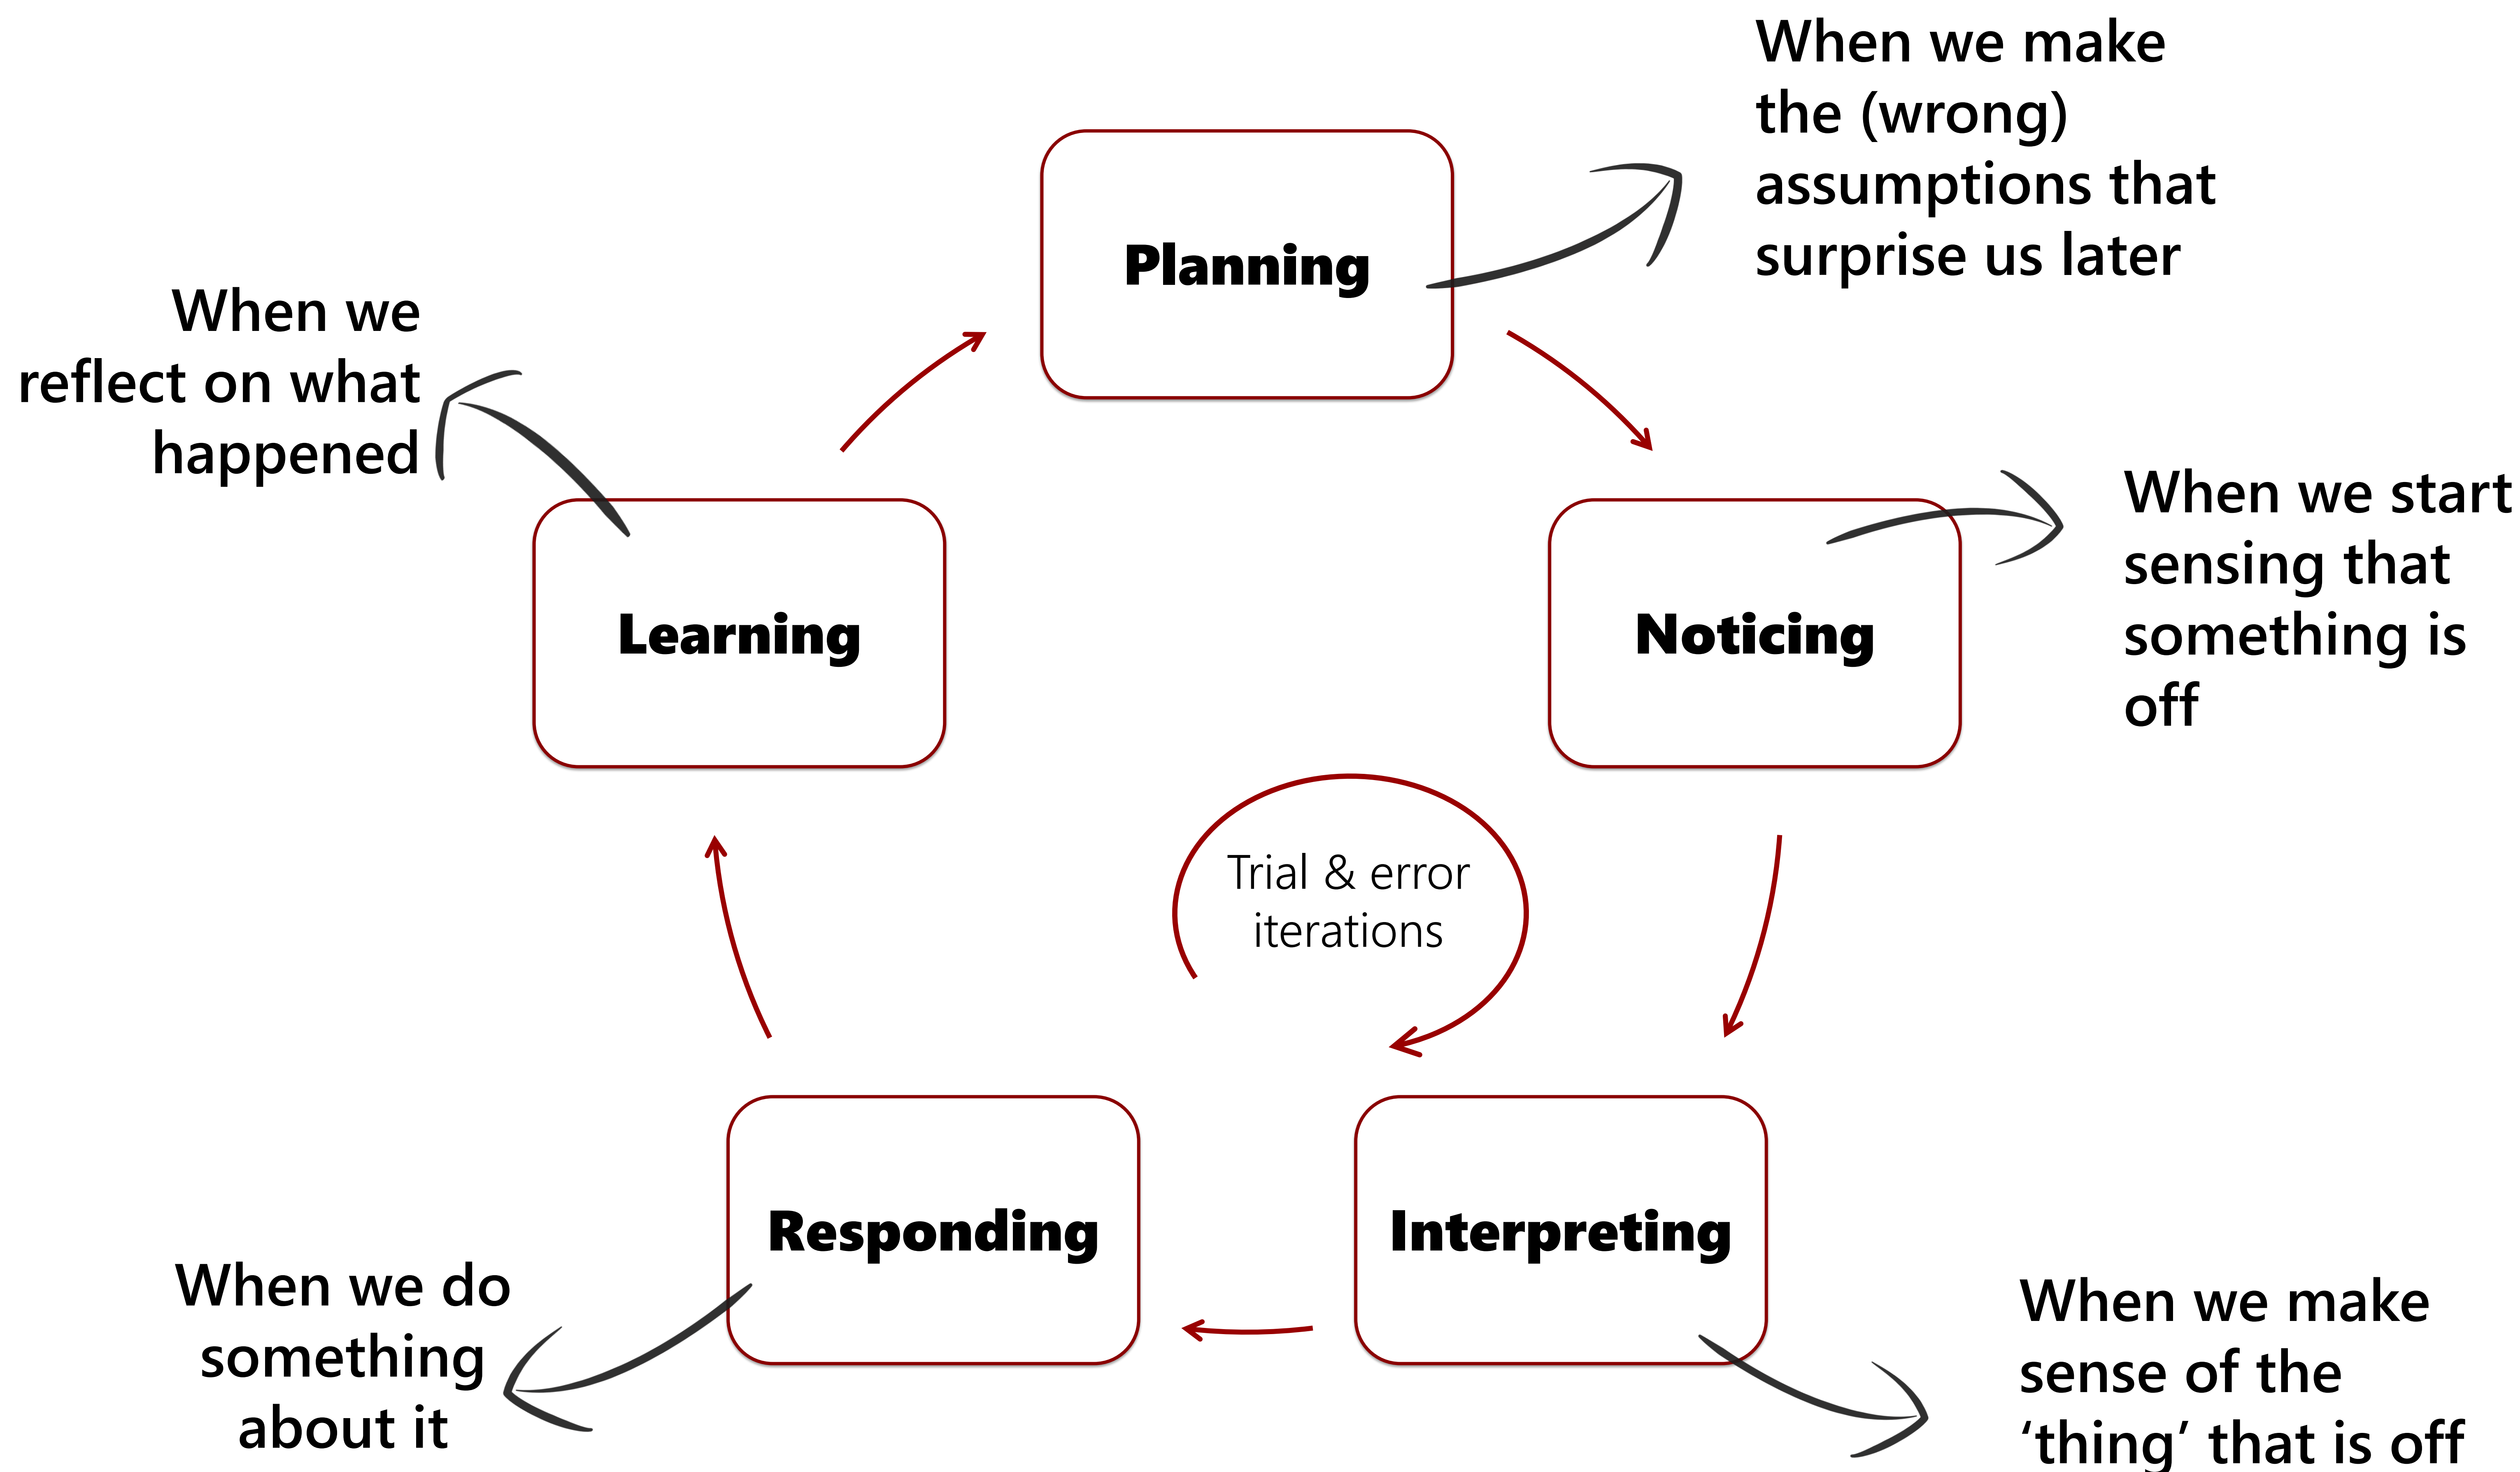 When we make
the (wrong)
assumptions that
surprise us later
Planning
When we
reflect on what
happened
Learning
Noticing
When we start
sensing that
something is
off
Trial & error
iterations
Responding
Interpreting
When we do
something
about it
When we make
sense of the
‘thing’ that is off